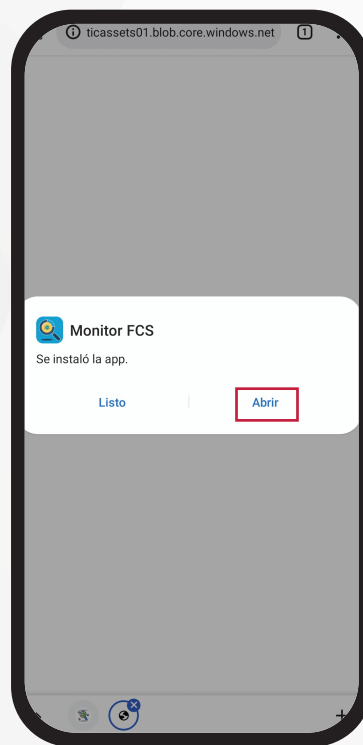 ticassets01.blob.core.windows.net
1
Monitor FCS
Se instaló la app.
Listo
Abrir